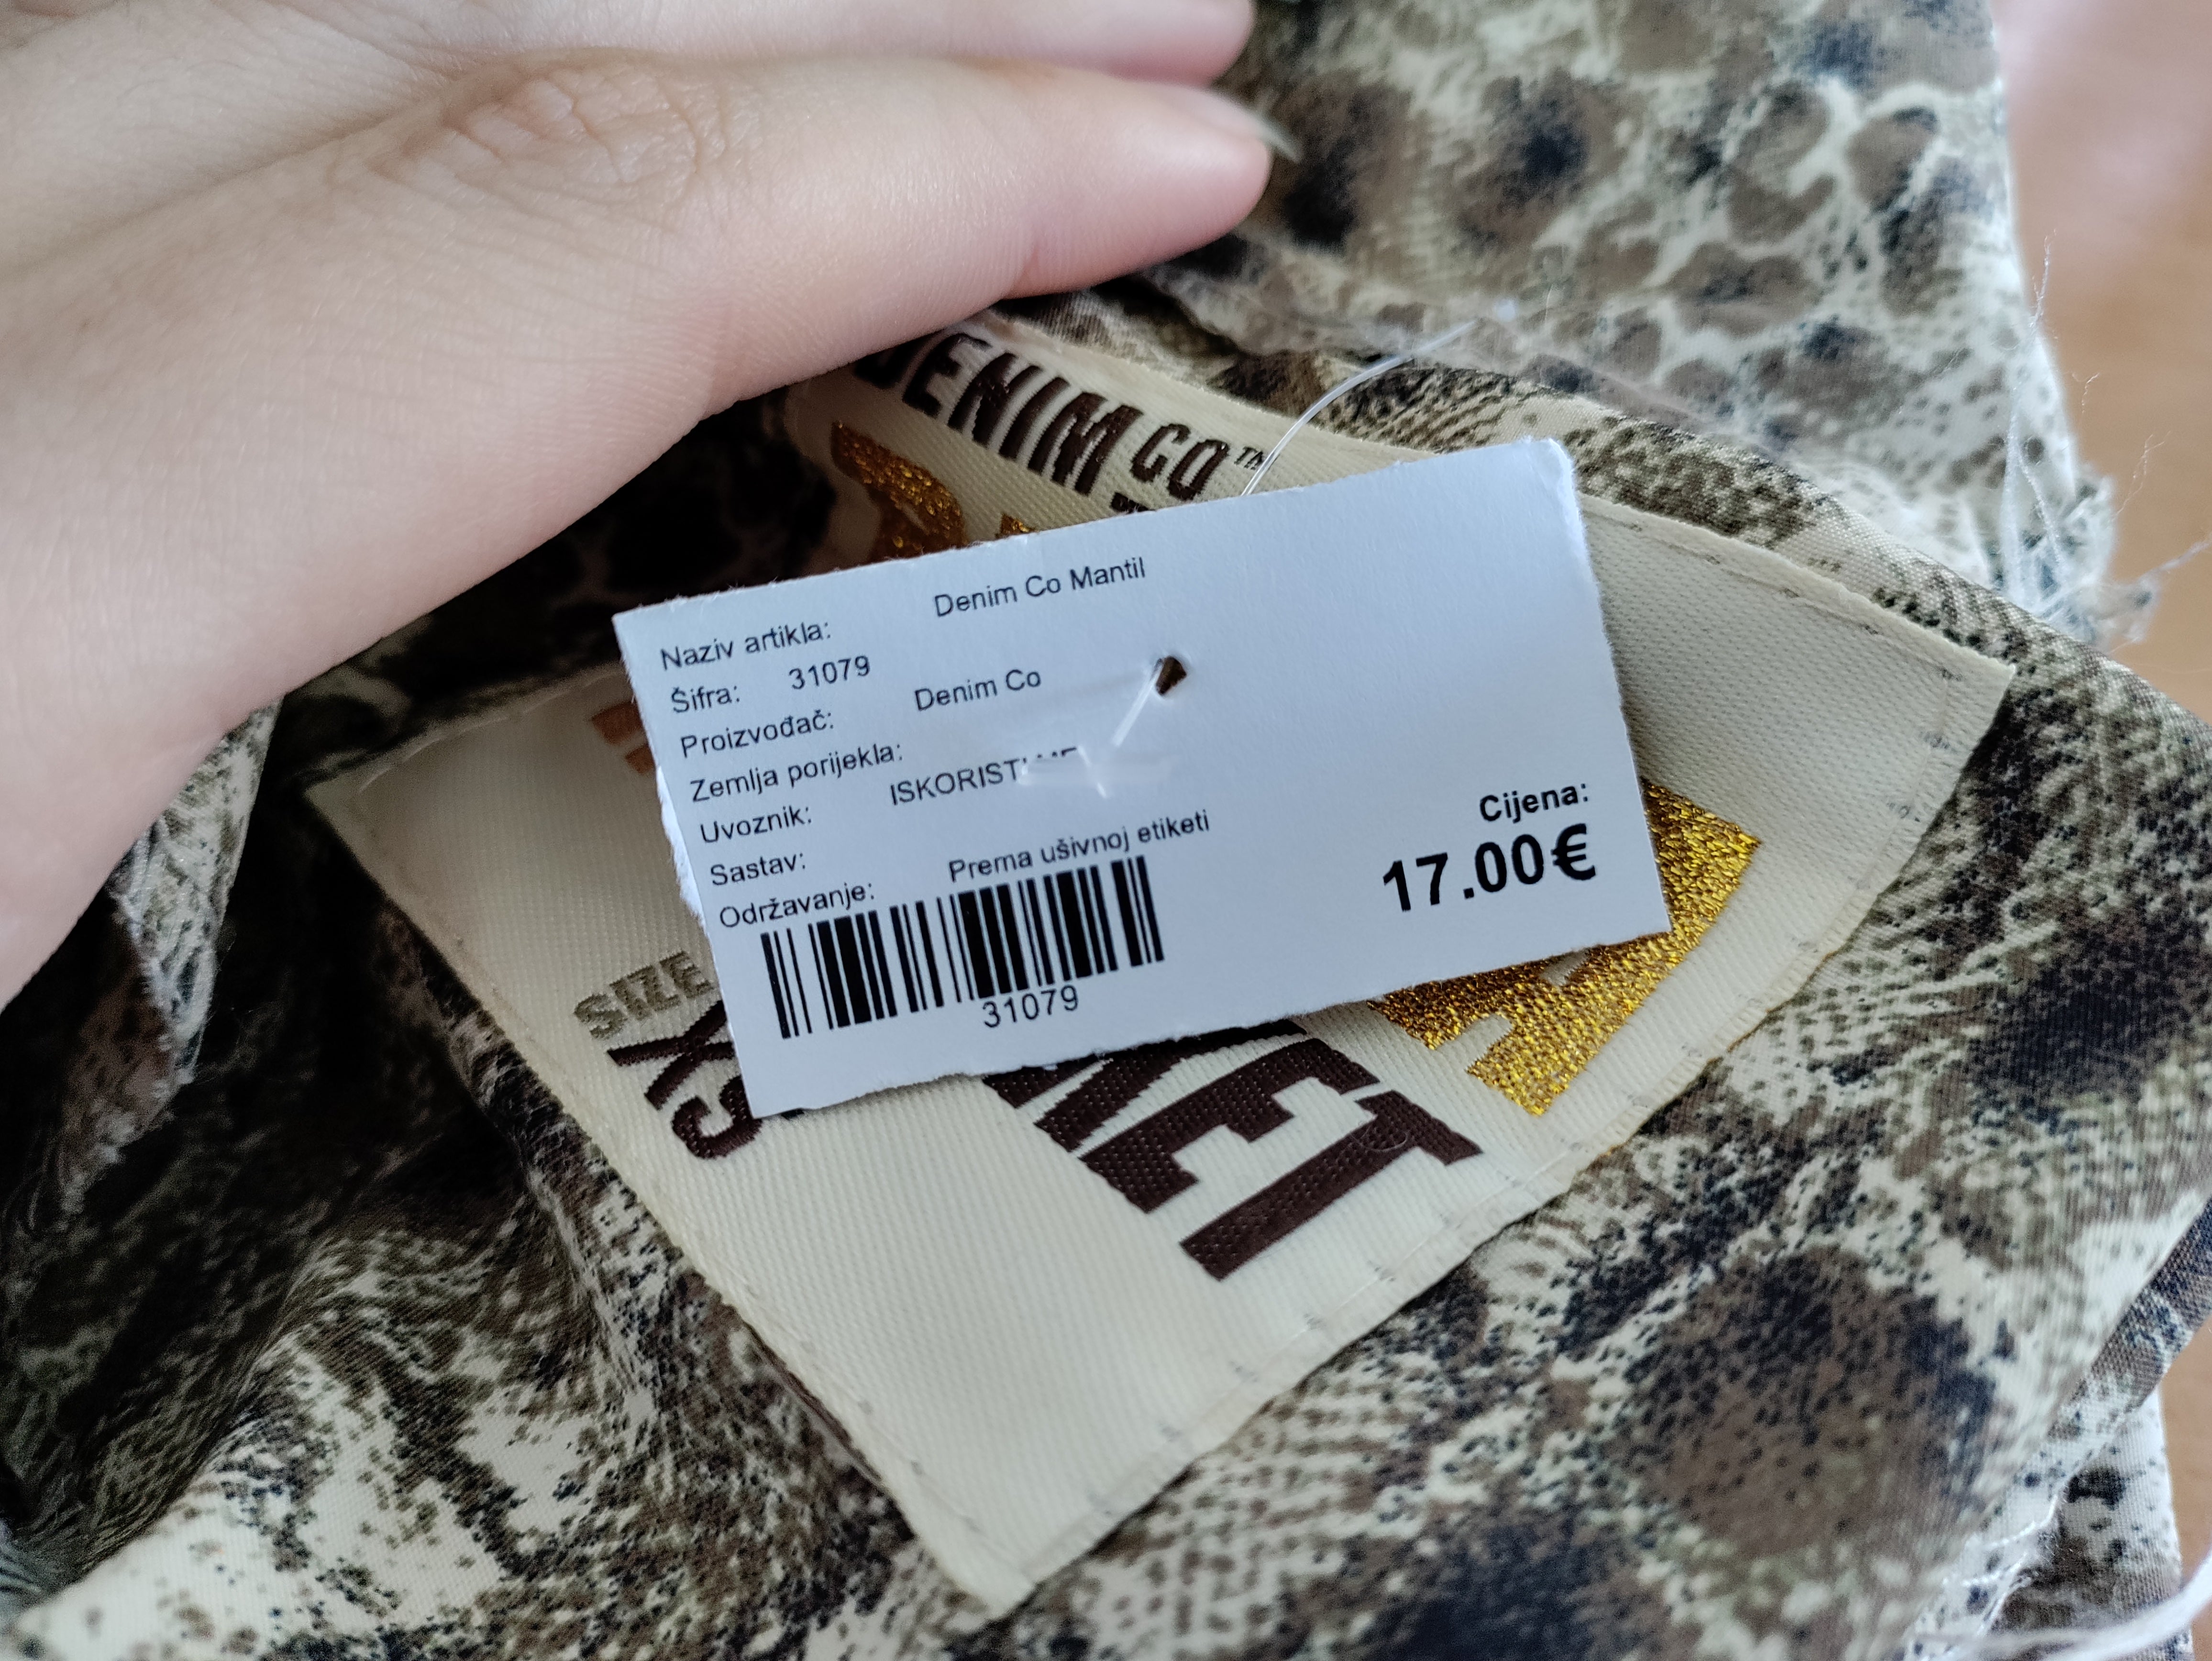 DENIM CO™
Naziv artikla: Denim Co Mantil
Šifra: 31079
Proizvođač: Denim Co
Zemlja porijekla:
Uvoznik: ISKORISTI
Sastav:
Održavanje: Prema ušivnoj etiketi
31079
Cijena:
17.00€
SIZE
XS